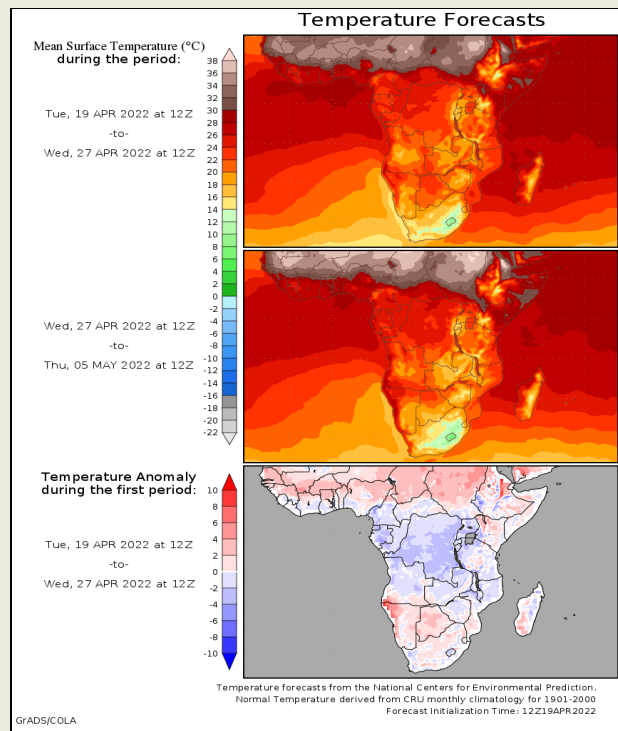 Temperature Forecasts
Mean Surface Temperature (°C)
during the period:
Tue, 19 APR 2022 at 12Z
-to-
Wed, 27 APR 2022 at 12Z
38
36
34
32
30
28
26
24
22
20
18
16
14
12
10
8
6
4
2
0
-2
-4
-6
-8
-10
-12
-14
-16
-18
-20
-22
Wed, 27 APR 2022 at 12Z
-to-
Thu, 05 MAY 2022 at 12Z
Temperature Anomaly
during the first period:
Tue, 19 APR 2022 at 12Z
-to-
Wed, 27 APR 2022 at 12Z
10
8
6
4
2
0
-2
-4
-6
-8
-10
Temperature forecasts from the National Centers for Environmental Prediction.
Normal Temperature derived from CRU monthly climatology for 1901-2000
Forecast Initialization Time: 12Z19APR2022
GrADS/COLA